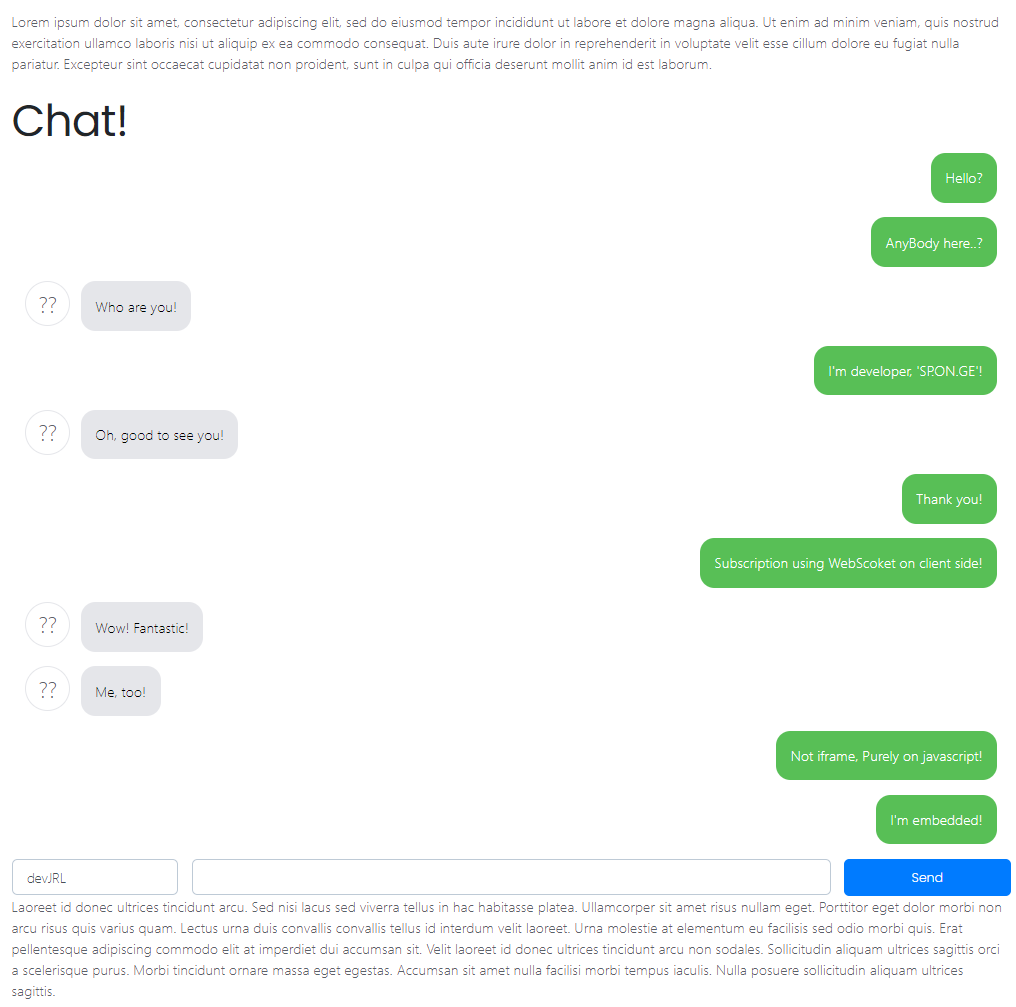 Lorem ipsum dolor sit amet, consectetur adipiscing elit, sed do eiusmod tempor incididunt ut labore et dolore magna aliqua. Ut enim ad minim veniam, quis nostrud
exercitation ullamco laboris nisi ut aliquip ex ea commodo consequat. Duis aute irure dolor in reprehenderit in voluptate velit esse cillum dolore eu fugiat nulla
pariatur. Excepteur sint occaecat cupidatat non proident, sunt in culpa qui officia deserunt mollit anim id est laborum.
Chat!
Hello?
AnyBody here..?
?? Who are you!
I'm developer, 'SP.ON.GE'!
?? Oh, good to see you!
Thank you!
Subscription using WebScoket on client side!
?? Wow! Fantastic!
?? Me, too!
Not iframe, Purely on javascript!
I'm embedded!
devJRL Send
Laoreet id donec ultrices tincidunt arcu. Sed nisi lacus sed viverra tellus in hac habitasse platea. Ullamcorper sit amet risus nullam eget. Porttitor eget dolor morbi non
arcu risus quis varius quam. Lectus urna duis convallis convallis tellus id interdum velit laoreet. Urna molestie at elementum eu facilisis sed odio morbi quis. Erat
pellentesque adipiscing commodo elit at imperdiet dui accumsan sit. Velit laoreet id donec ultrices tincidunt arcu non sodales. Sollicitudin aliquam ultrices sagittis orci
a scelerisque purus. Morbi tincidunt ornare massa eget egestas. Accumsan sit amet nulla facilisi morbi tempus iaculis. Nulla posuere sollicitudin aliquam ultrices
sagittis.